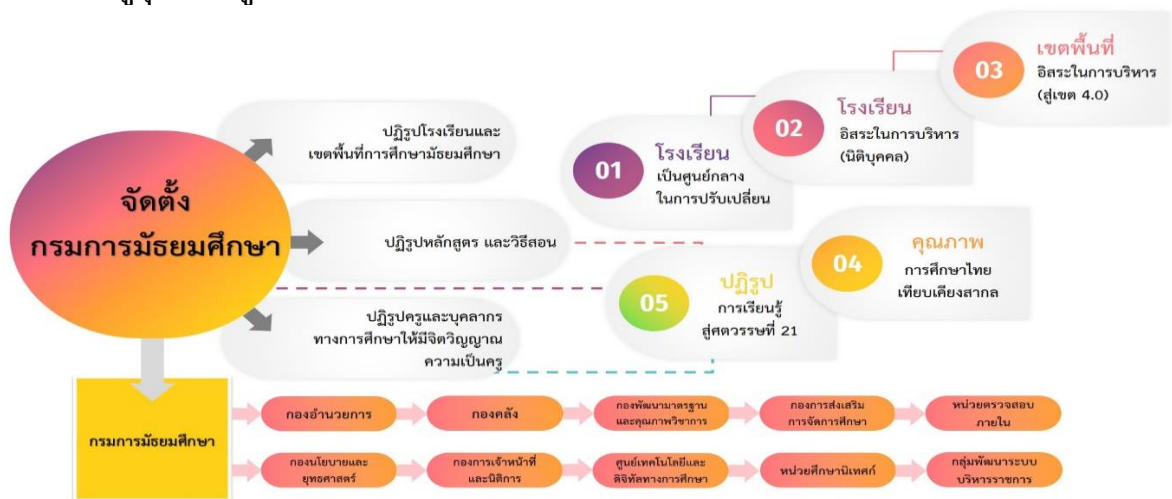 จัดตั้ง
กรมการมัธยมศึกษา
ปฏิรูปโรงเรียนและ
เขตพื้นที่การศึกษามัธยมศึกษา
ปฏิรูปหลักสูตร และวิธีสอน
ปฏิรูปครูและบุคลากร
ทางการศึกษาให้มีจิตวิญญาณ
ความเป็นครู
01
โรงเรียน
เป็นศูนย์กลาง
ในการปรับเปลี่ยน
02
โรงเรียน
อิสระในการบริหาร
(นิติบุคคล)
03
เขตพื้นที่
อิสระในการบริหาร
(สู่เขต 4.0)
04
คุณภาพ
การศึกษาไทย
เทียบเคียงสากล
05
ปฏิรูป
การเรียนรู้
สู่ศตวรรษที่ 21
กรมการมัธยมศึกษา
กองอำนวยการ
กองคลัง
กองพัฒนามาตรฐาน
และคุณภาพวิชาการ
กองการส่งเสริม
การจัดการศึกษา
หน่วยตรวจสอบ
ภายใน
กองนโยบายและ
ยุทธศาสตร์
กองการเจ้าหน้าที่
และนิติการ
ศูนย์เทคโนโลยีและ
ดิจิทัลทางการศึกษา
หน่วยศึกษานิเทศก์
กลุ่มพัฒนาระบบ
บริหารราชการ